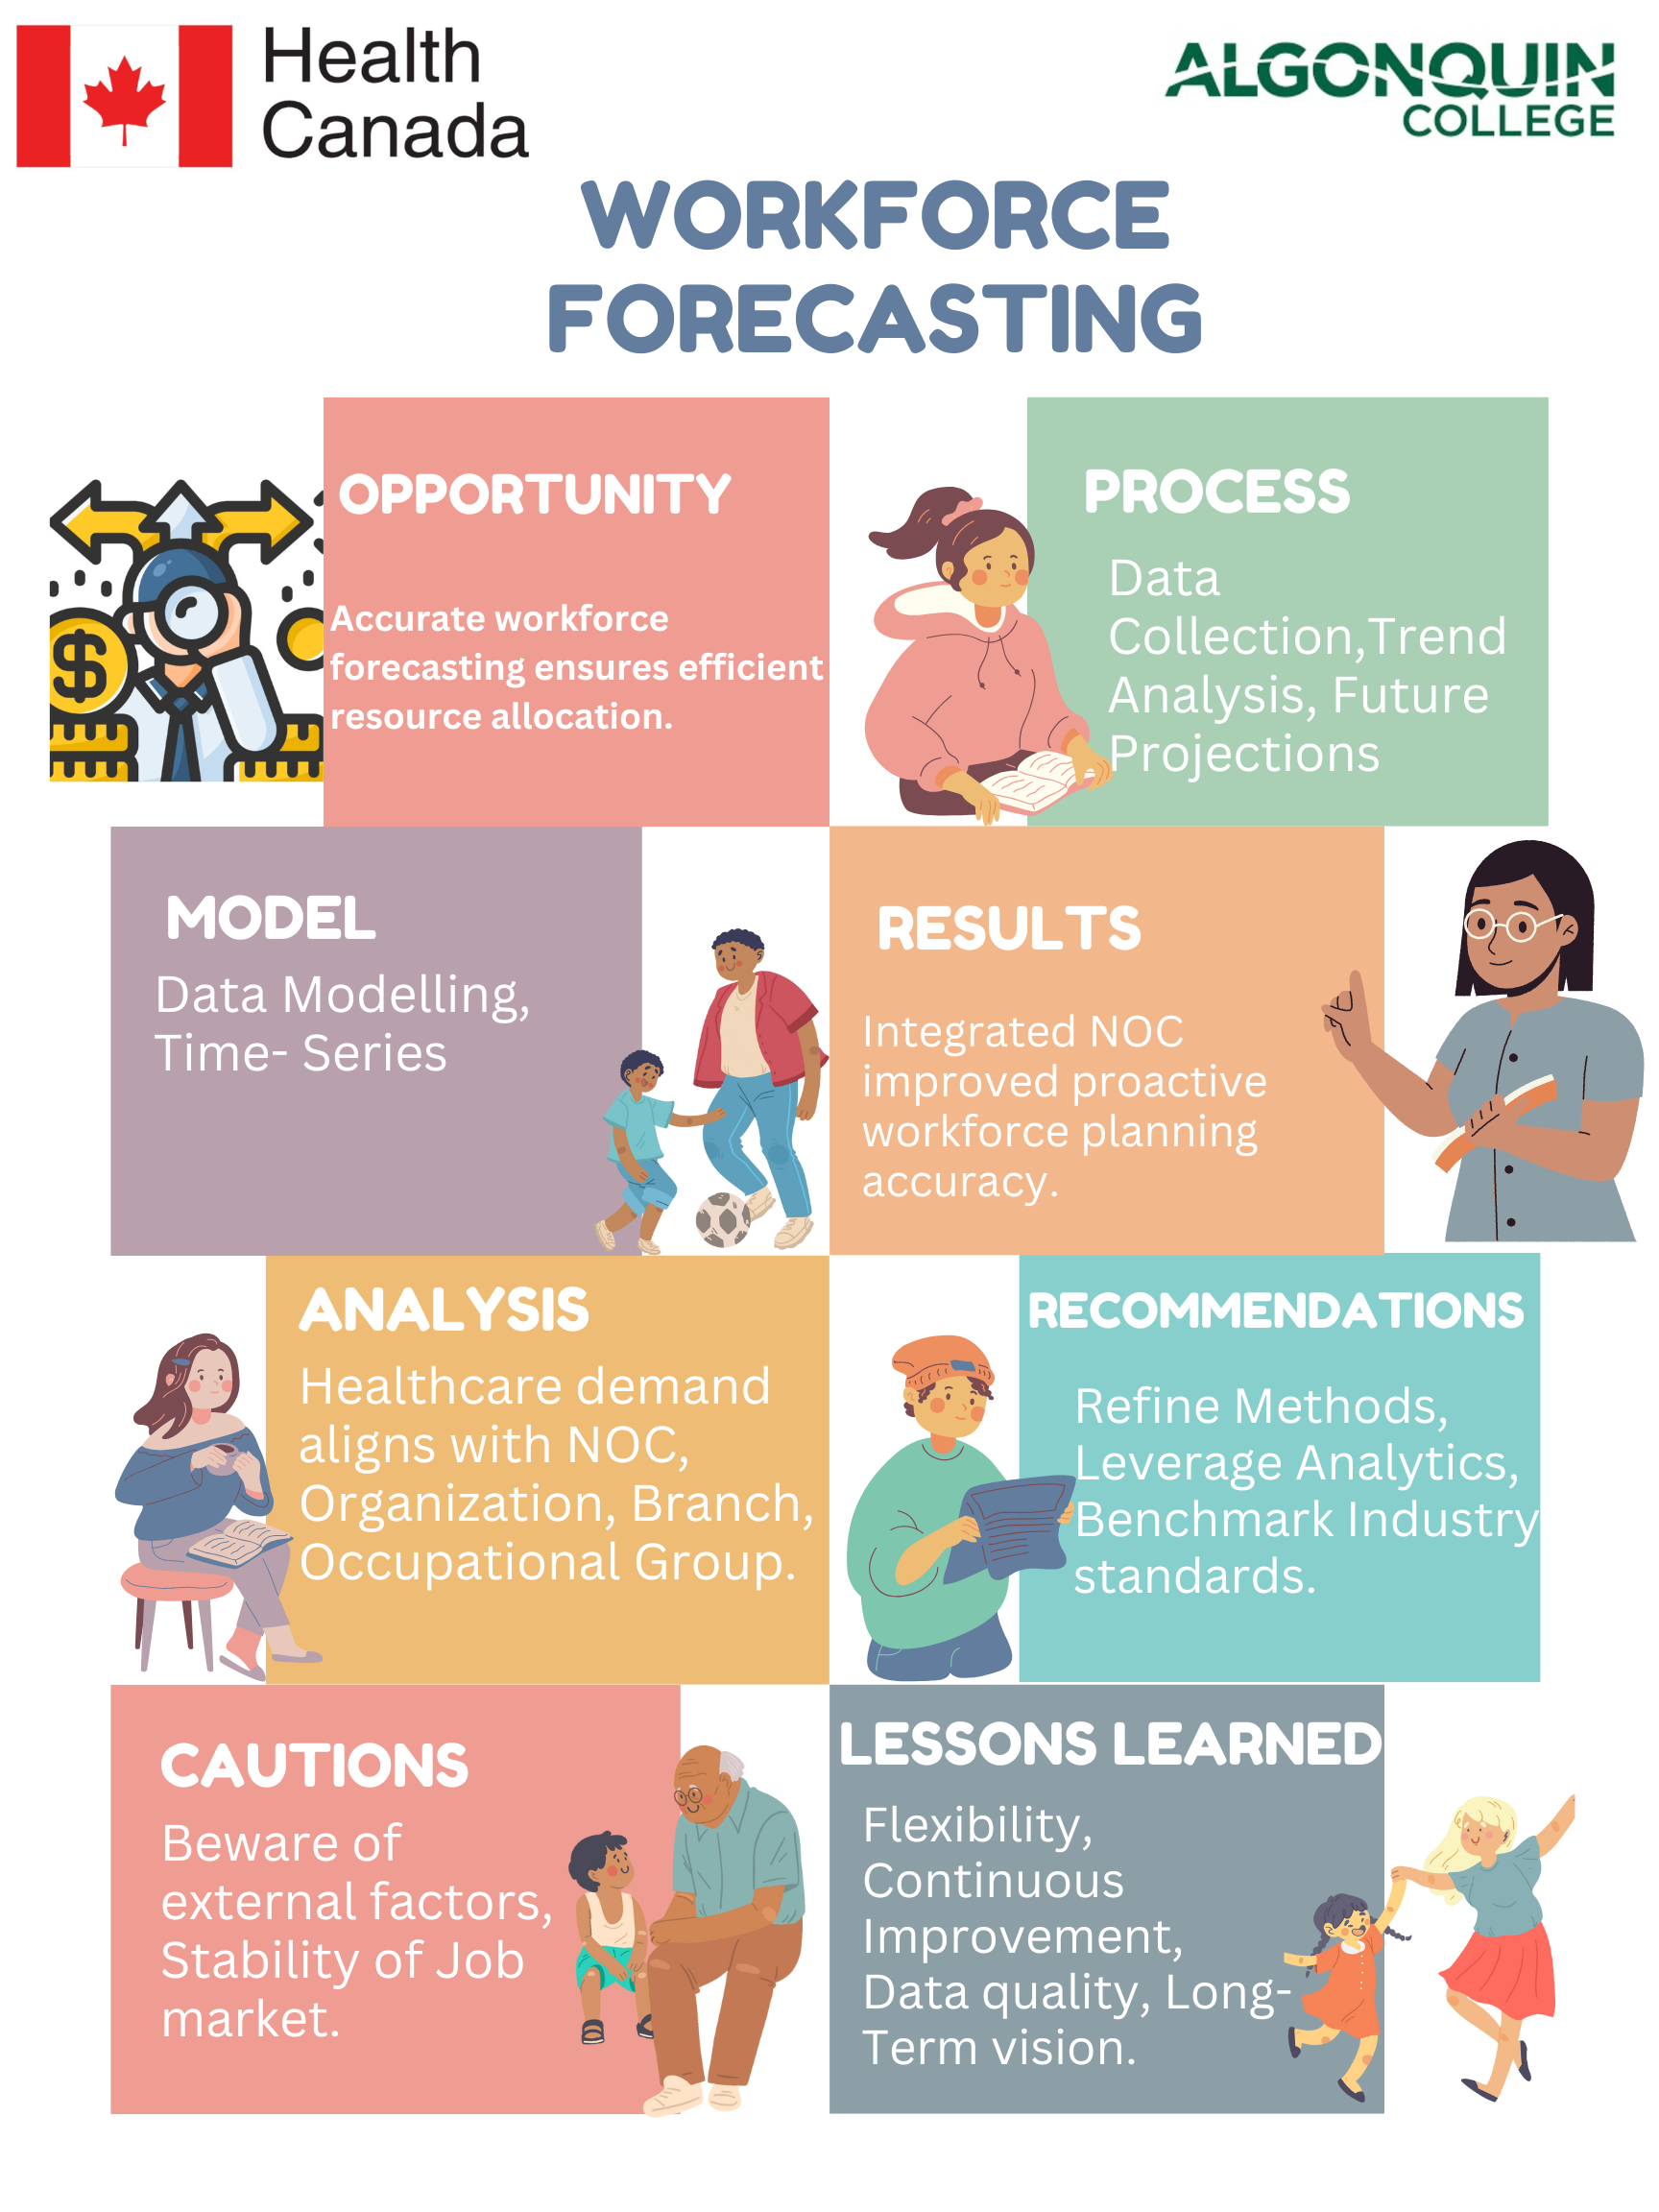 Health
Canada
ALGONQUIN
COLLEGE
WORKFORCE
FORECASTING
OPPORTUNITY
Accurate workforce
forecasting ensures efficient
resource allocation.
PROCESS
Data
Collection,Trend
Analysis, Future
Projections
MODEL
Data Modelling,
Time- Series
RESULTS
Integrated NOC
improved proactive
workforce planning
accuracy.
ANALYSIS
Healthcare demand
aligns with NOC,
Organization, Branch,
Occupational Group.
RECOMMENDATIONS
Refine Methods,
Leverage Analytics,
Benchmark Industry
standards.
CAUTIONS
Beware of
external factors,
Stability of Job
market.
LESSONS LEARNED
Flexibility,
Continuous
Improvement,
Data quality, Long-
Term vision.